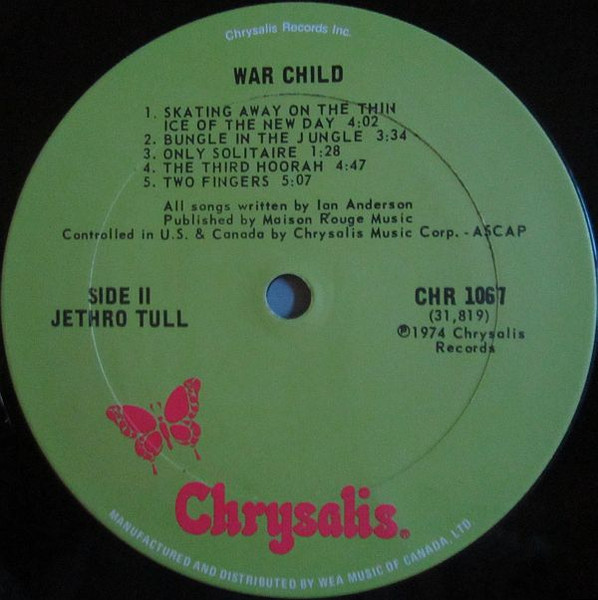 Chrysalis Records Inc.
WAR CHILD
1. SKATING AWAY ON THE THIN
ICE OF THE NEW DAY 4:02
2. BUNGLE IN THE JUNGLE 3:34
3. ONLY SOLITAIRE 1:28
4. THE THIRD HOORAH 4:47
5. TWO FINGERS 5:07
All songs written by Ian Anderson
Published by Maison Rouge Music
Controlled in U.S. & Canada by Chrysalis Music Corp. - ASCAP
SIDE II
JETHRO TULL
CHR 1067
(31,819)
℗1974 Chrysalis
Records
Chrysalis.
MANUFACTURED AND DISTRIBUTED BY WEA MUSIC OF CANADA, LTD